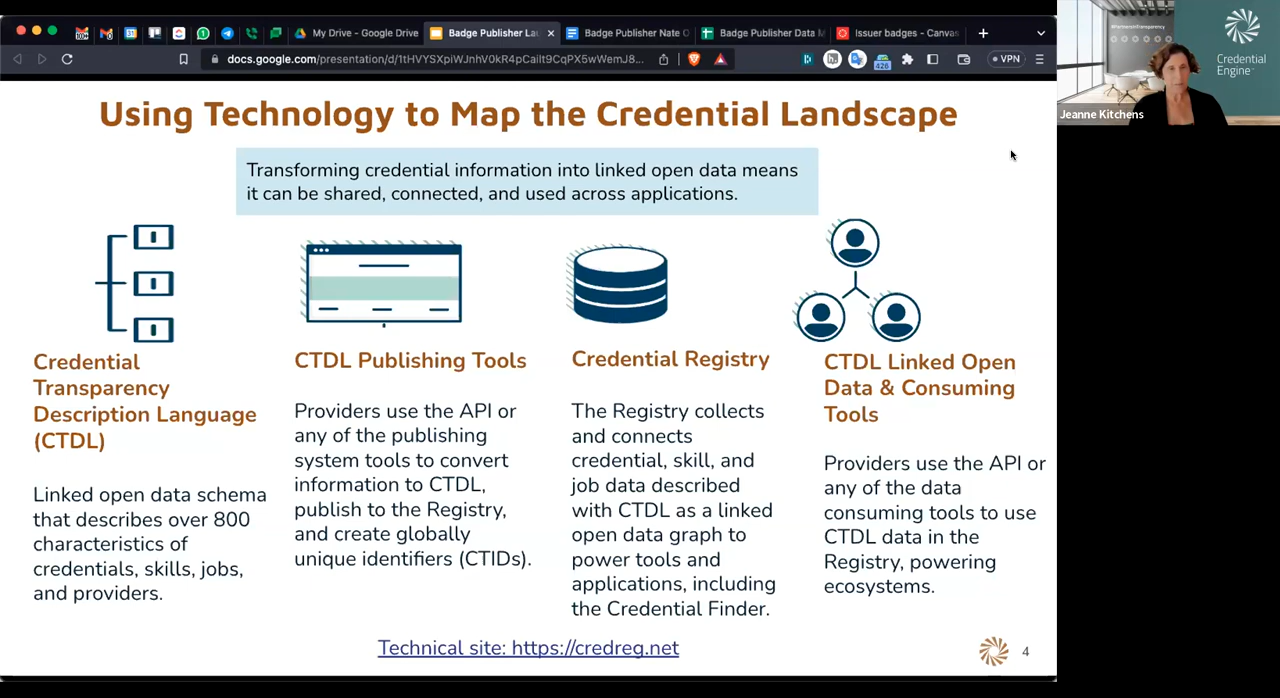 My Drive - Google Drive
Badge Publisher Lau
Badge Publisher Nate O
Badge Publisher Data M
Issuer badges - Canvas
docs.google.com/presentation/d/1tHVYSXpiWJnhV0kR4pCailt9CqPX5wWemJ8...
426
VPN
Using Technology to Map the Credential Landscape
Transforming credential information into linked open data means
it can be shared, connected, and used across applications.
Credential
Transparency
Description Language
(CTDL)
Linked open data schema
that describes over 800
characteristics of
credentials, skills, jobs,
and providers.
CTDL Publishing Tools
Providers use the API or
any of the publishing
system tools to convert
information to CTDL,
publish to the Registry,
and create globally
unique identifiers (CTIDs).
Credential Registry
The Registry collects
and connects
credential, skill, and
job data described
with CTDL as a linked
open data graph to
power tools and
applications, including
the Credential Finder.
CTDL Linked Open
Data & Consuming
Tools
Providers use the API or
any of the data
consuming tools to use
CTDL data in the
Registry, powering
ecosystems.
Technical site: https://credreg.net
4
Credential
Engine
Jeanne Kitchens